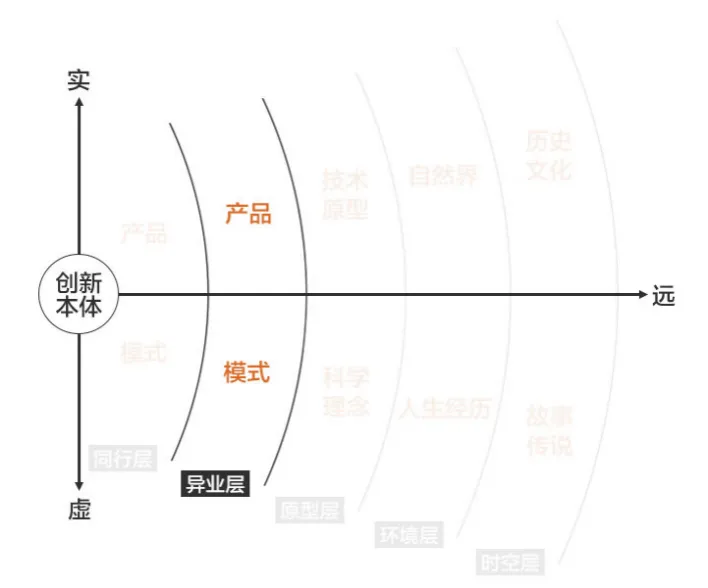 实
历史
文化
技术
原型
自然界
产品
产品
创新
本体
远
模式
模式
科学
理念
人生经历
故事
传说
同行层
异业层
原型层
环境层
时空层
虚